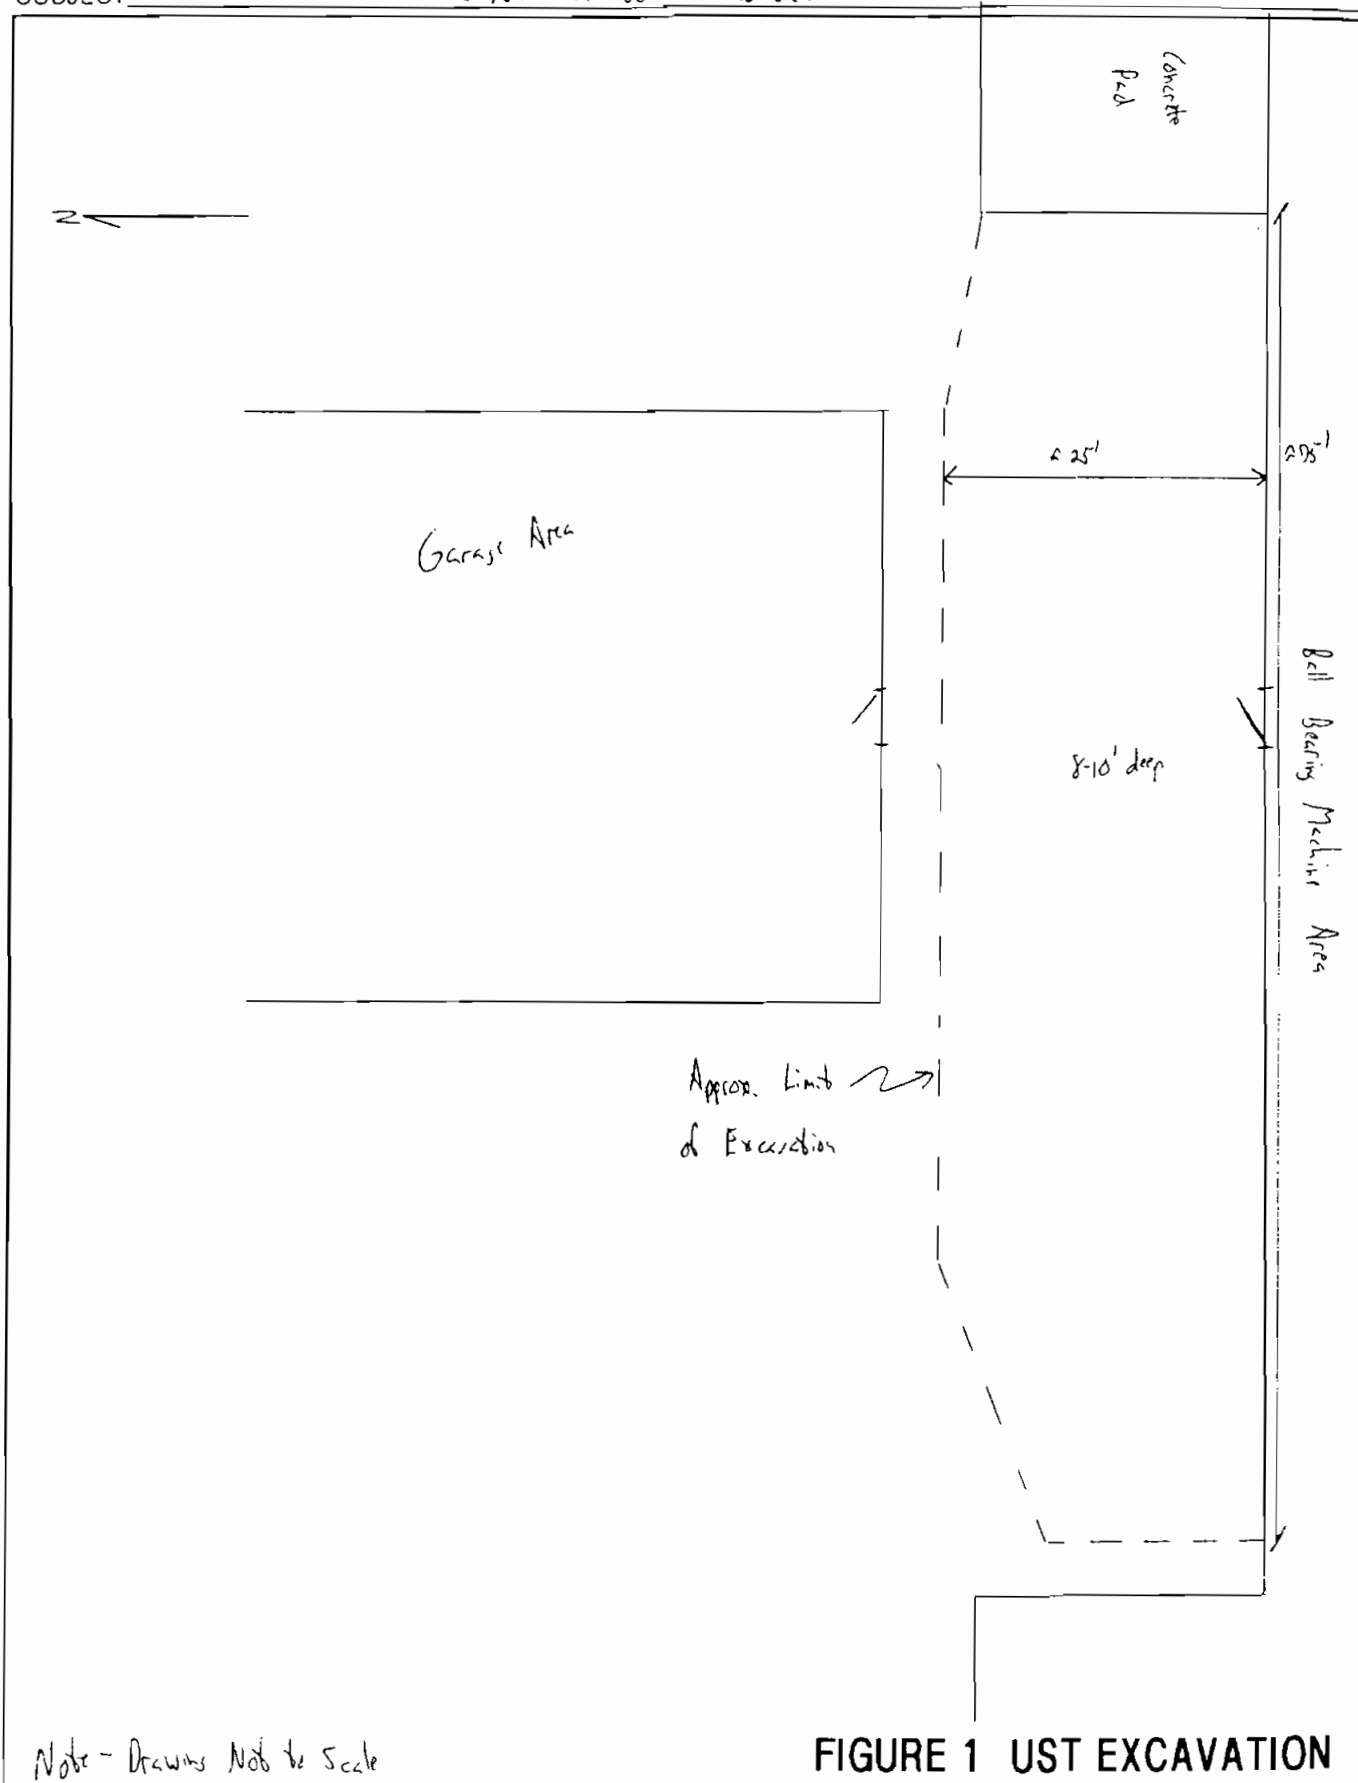 Concrete
Pad
N
≈ 25'
≈ 75'
Garage Area
Ball Bearing Machine Area
8-10' deep
Approx. Limit
of Excavation
Note - Drawing Not to Scale
FIGURE 1 UST EXCAVATION